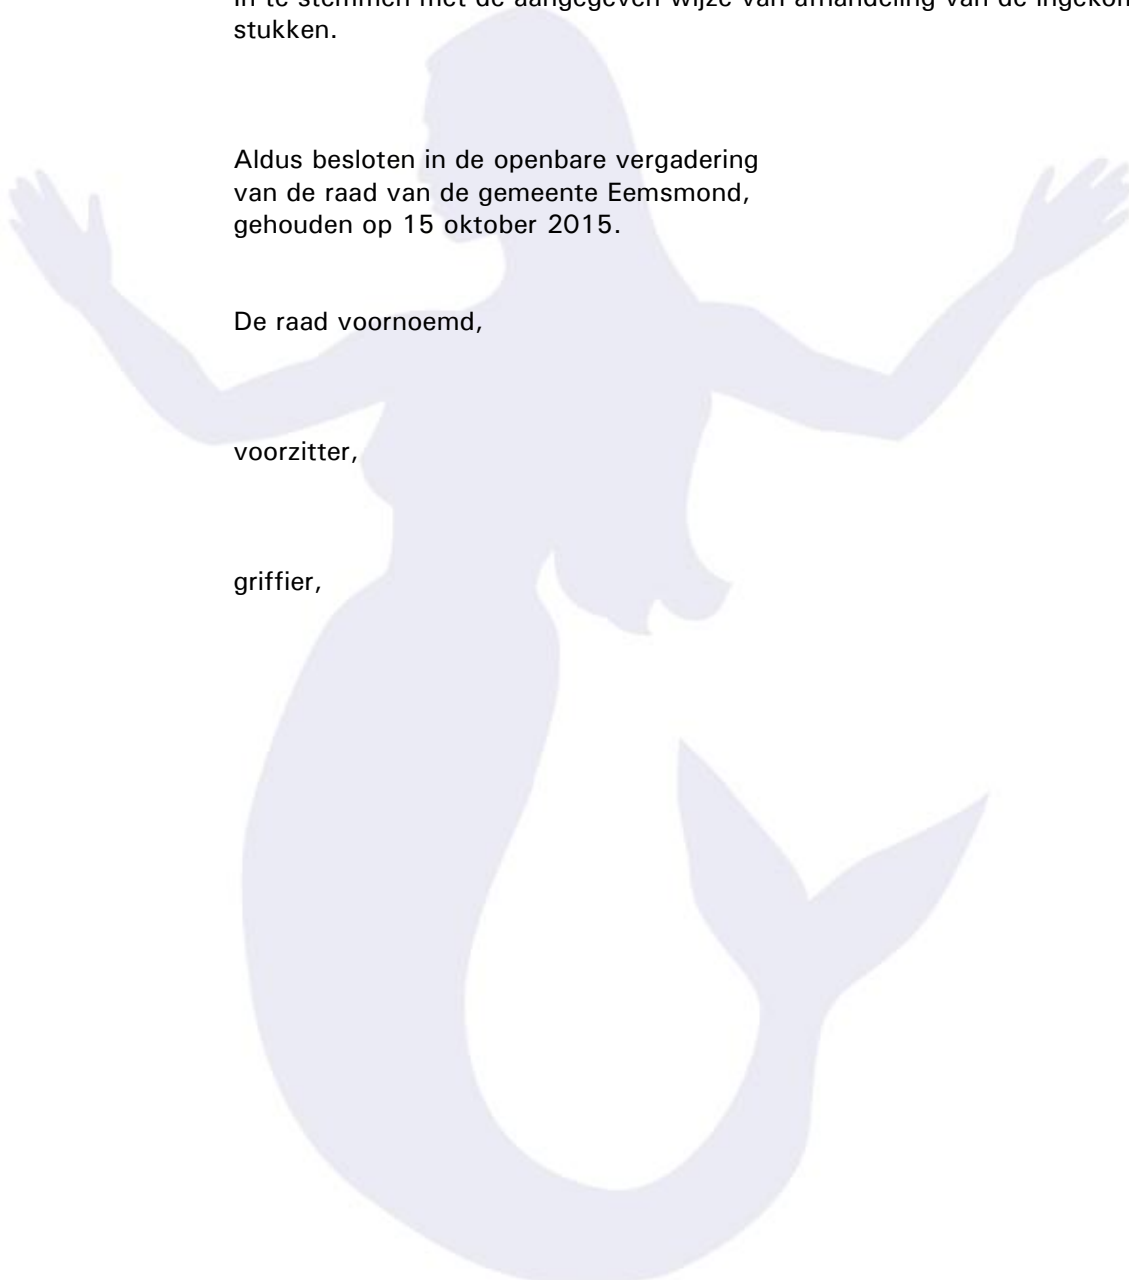 in te stemmen met de aangegeven wijze van afhandeling van de
stukken.
Aldus besloten in de openbare vergadering
van de raad van de gemeente Eemsmond,
gehouden op 15 oktober 2015.
De raad voornoemd,
voorzitter,
griffier,